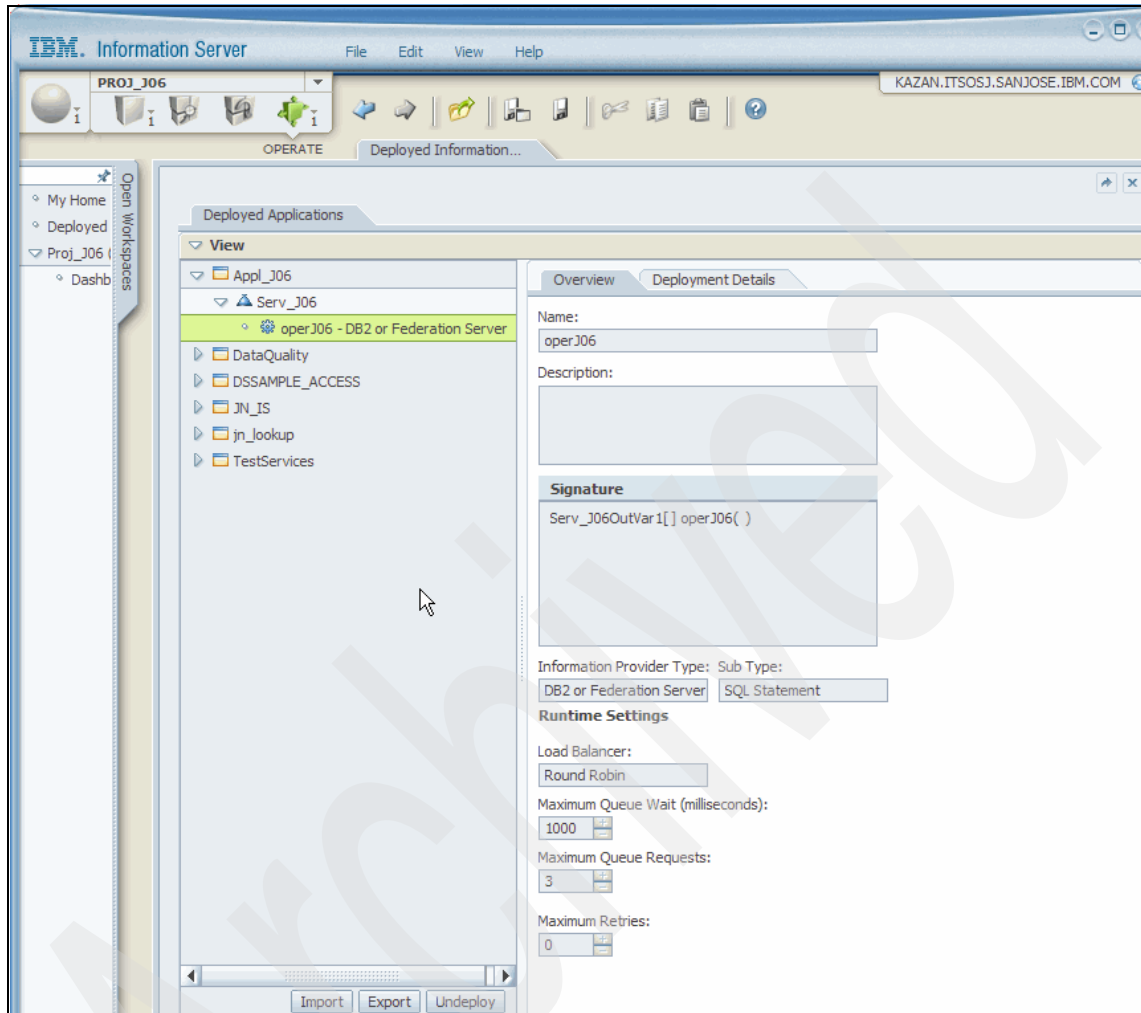 IBM. Information Server
File Edit View Help
PROJ_J06
KAZAN.ITSOSJ.SANJOSE.IBM.COM
OPERATE
Deployed Information...
Open Workspaces
My Home
Deployed
Proj_J06 (
Dashb
Deployed Applications
View
Appl_J06
Serv_J06
operJ06 - DB2 or Federation Server
DataQuality
DSSAMPLE_ACCESS
JN_IS
jn_lookup
TestServices
Import Export Undeploy
Overview Deployment Details
Name:
operJ06
Description:
Signature
Serv_J06OutVar1[] operJ06( )
Information Provider Type: Sub Type:
DB2 or Federation Server SQL Statement
Runtime Settings
Load Balancer:
Round Robin
Maximum Queue Wait (milliseconds):
1000
Maximum Queue Requests:
3
Maximum Retries:
0
Archived